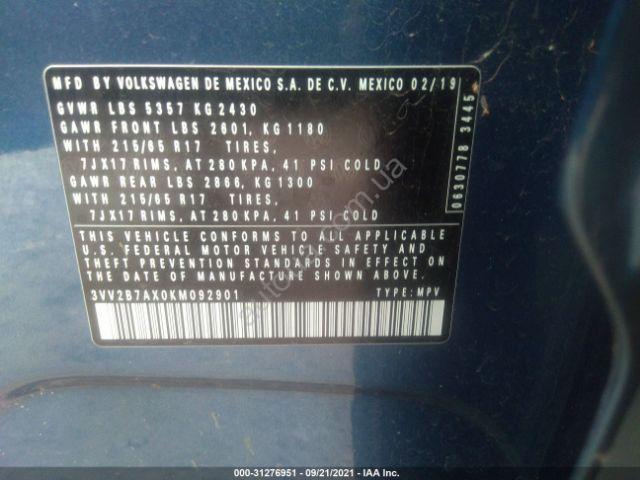 MFD BY VOLKSWAGEN DE MEXICO S.A. DE C.V. MEXICO 02/19
GVWR LBS 5357 KG 2430
GAWR FRONT LBS 2601, KG 1180
WITH 215/65 R17 TIRES,
7JX17 RIMS, AT 280 KPA, 41 PSI COLD
GAWR REAR LBS 2866, KG 1300
WITH 215/65 R17 TIRES,
7JX17 RIMS, AT 280 KPA, 41 PSI COLD
0630778 3445
THIS VEHICLE CONFORMS TO ALL APPLICABLE
U.S. FEDERAL MOTOR VEHICLE SAFETY AND
THEFT PREVENTION STANDARDS IN EFFECT ON
THE DATE OF MANUFACTURE SHOWN ABOVE.
3VV2B7AX0KM092901 TYPE: MPV
000-31276951 - 09/21/2021 - IAA Inc.